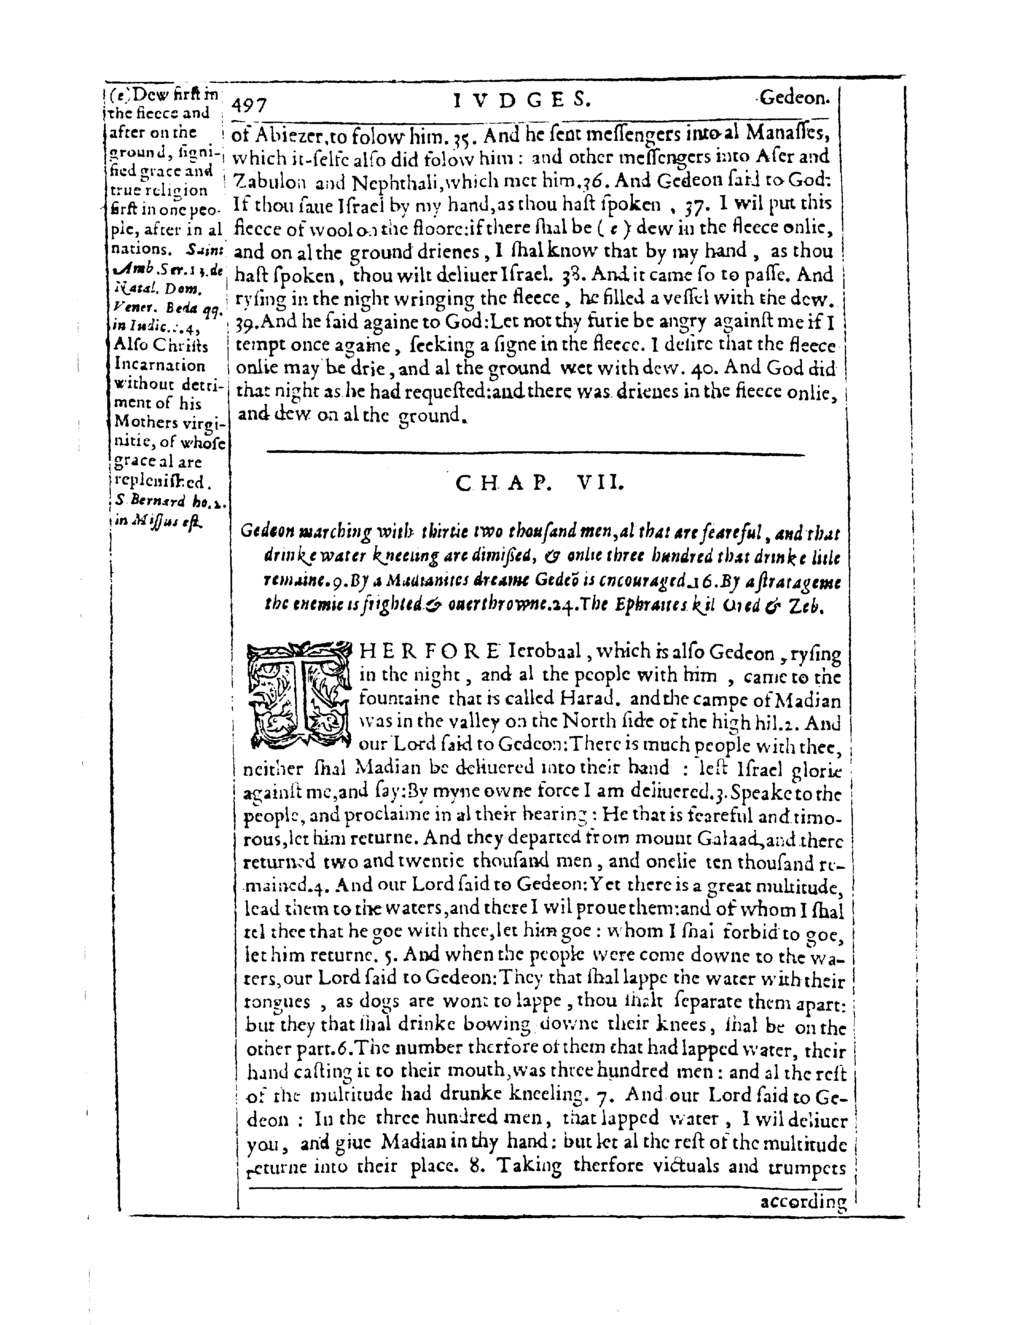 (e) Dew first in
the fleece and
after on the
ground, signi-
fied grace and
true religion
first in one peo-
ple, after in al
nations. Saint
Amb. Ser. 13. de
Natal. Dom.
Vener. Beda qq.
in Iudic. c. 4,
Also Christs
Incarnation
without detri-
ment of his
Mothers virgi-
nitie, of whose
grace al are
replenished.
S Bernard ho. 2.
in Missus est.
497 IVDGES. Gedeon.
of Abiezer, to folow him. 35. And he ſent meſſengers into al Manaſſes,
which it-ſelfe alſo did folow him : and other meſſengers into Aſer and
Zabulon and Nephthali, which met him. 36. And Gedeon ſaid to God:
If thou ſaue Iſrael by my hand, as thou haſt ſpoken , 37. I wil put this
fleece of wool on the floore: if there ſhal be ( e ) dew in the fleece onlie,
and on al the ground drienes , I ſhal know that by my hand , as thou
haſt ſpoken , thou wilt deliuer Iſrael. 38. And it came ſo to paſſe. And
ryſing in the night wringing the fleece , he filled a veſſel with the dew.
39. And he ſaid againe to God: Let not thy furie be angry againſt me if I
tempt once againe , ſeeking a ſigne in the fleece. I deſire that the fleece
onlie may be drie, and al the ground wet with dew. 40. And God did
that night as he had requeſted: and there was drienes in the fleece onlie,
and dew on al the ground.
CHAP. VII.
Gedeon marching with thirtie two thouſand men, al that are feareful , and that
drinke water kneeling are dimiſſed, & onlie three hundred that drinke litle
remaine. 9. By a Madianites dreame Gedeõ is encouraged. 16. By a ſtratageme
the enemie is frighted & ouerthrowne. 24. The Ephraites kil Ored & Zeb.
THERFORE Ierobaal , which is alſo Gedeon , ryſing
in the night , and al the people with him , came to the
fountaine that is called Harad. and the campe of Madian
was in the valley on the North ſide of the high hil. 2. And
our Lord ſaid to Gedeon: There is much people with thee,
neither ſhal Madian be deliuered into their hand : leſt Iſrael glorie
againſt me, and ſay: By myne owne force I am deliuered. 3. Speake to the
people, and proclaime in al their hearing : He that is feareful and timo-
rous, let him returne. And they departed from mount Galaad, and there
returned two and twentie thouſand men , and onelie ten thouſand re-
mained. 4. And our Lord ſaid to Gedeon: Yet there is a great multitude,
lead them to the waters, and there I wil proue them: and of whom I ſhal
tel thee that he goe with thee, let him goe : whom I ſhal forbid to goe,
let him returne. 5. And when the people were come downe to the wa-
ters, our Lord ſaid to Gedeon: They that ſhal lappe the water with their
tongues , as dogs are wont to lappe , thou ſhalt ſeparate them apart:
but they that ſhal drinke bowing downe their knees, ſhal be on the
other part. 6. The number therfore of them that had lapped water, their
hand caſting it to their mouth, was three hundred men : and al the reſt
of the multitude had drunke kneeling. 7. And our Lord ſaid to Ge-
deon : In the three hundred men, that lapped water , I wil deliuer
you, and giue Madian in thy hand: but let al the reſt of the multitude
returne into their place. 8. Taking therfore victuals and trumpets
according